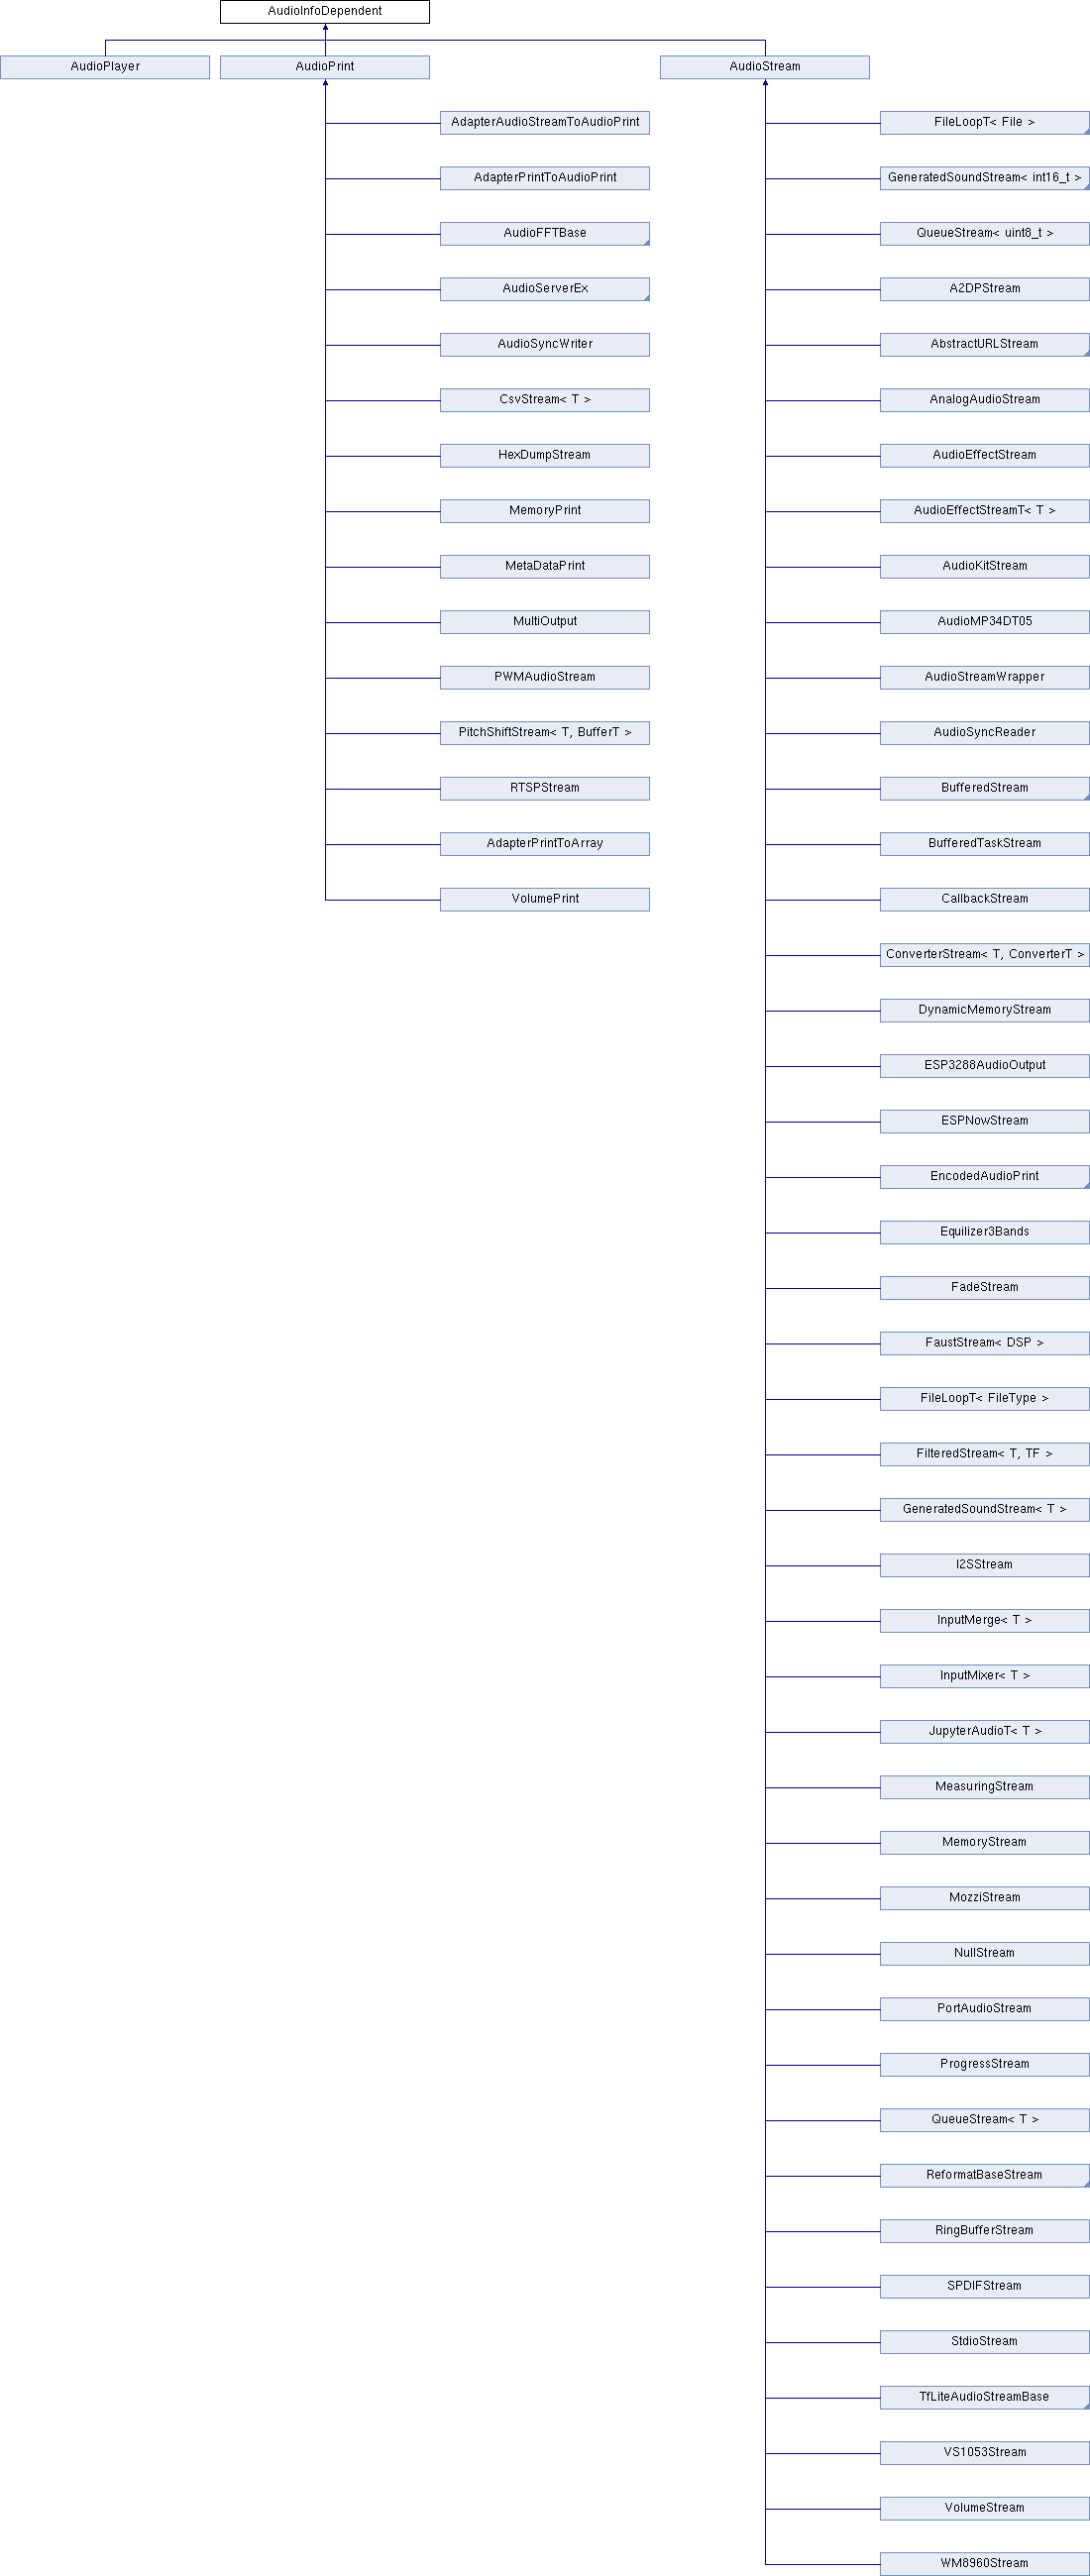 AudioInfoDependent
AudioPlayer
AudioPrint
AudioStream
AdapterAudioStreamToAudioPrint
AdapterPrintToAudioPrint
AudioFFTBase
AudioServerEx
AudioSyncWriter
CsvStream< T >
HexDumpStream
MemoryPrint
MetaDataPrint
MultiOutput
PWMAudioStream
PitchShiftStream< T, BufferT >
RTSPStream
AdapterPrintToArray
VolumePrint
FileLoopT< File >
GeneratedSoundStream< int16_t >
QueueStream< uint8_t >
A2DPStream
AbstractURLStream
AnalogAudioStream
AudioEffectStream
AudioEffectStreamT< T >
AudioKitStream
AudioMP34DT05
AudioStreamWrapper
AudioSyncReader
BufferedStream
BufferedTaskStream
CallbackStream
ConverterStream< T, ConverterT >
DynamicMemoryStream
ESP3288AudioOutput
ESPNowStream
EncodedAudioPrint
Equilizer3Bands
FadeStream
FaustStream< DSP >
FileLoopT< FileType >
FilteredStream< T, TF >
GeneratedSoundStream< T >
I2SStream
InputMerge< T >
InputMixer< T >
JupyterAudioT< T >
MeasuringStream
MemoryStream
MozziStream
NullStream
PortAudioStream
ProgressStream
QueueStream< T >
ReformatBaseStream
RingBufferStream
SPDIFStream
StdioStream
TfLiteAudioStreamBase
VS1053Stream
VolumeStream
WM8960Stream